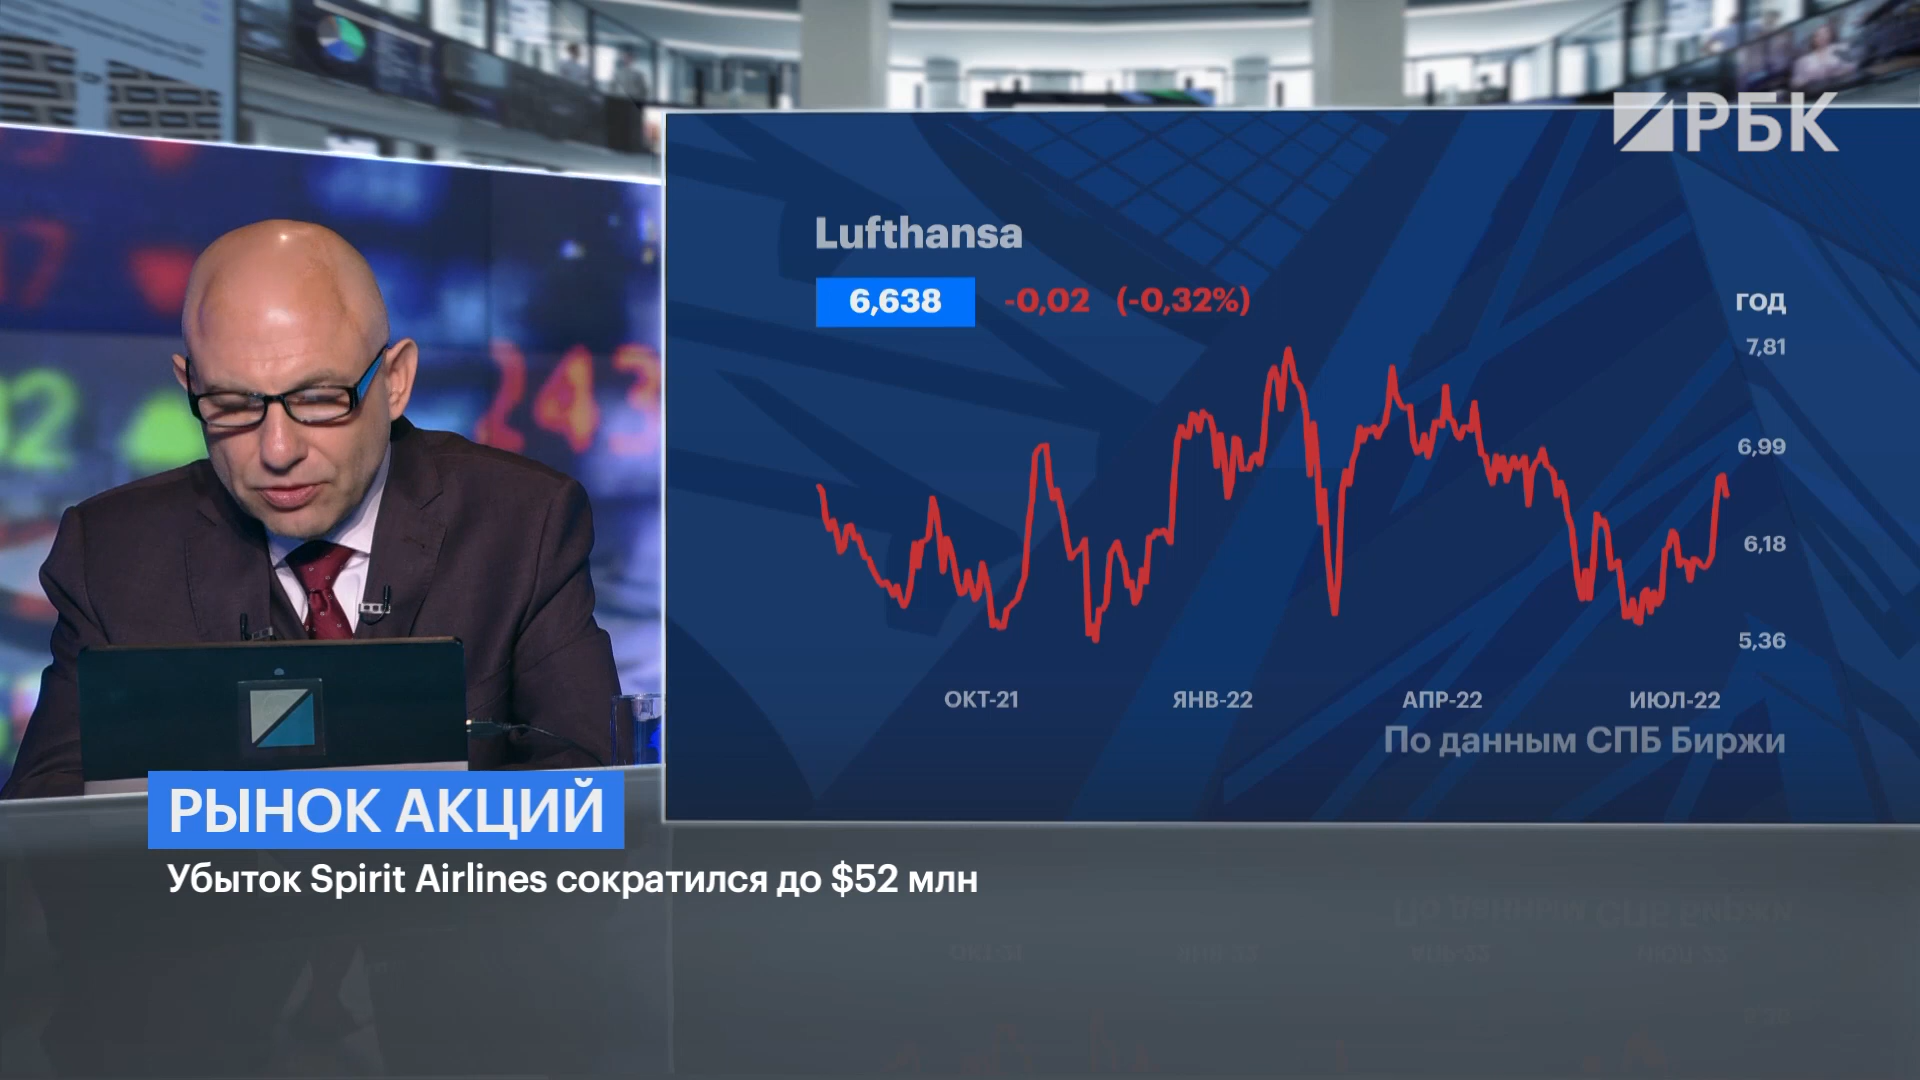 РБК
Lufthansa
6,638 -0,02 (-0,32%)
год
7,81
6,99
6,18
5,36
ОКТ-21 ЯНВ-22 АПР-22 ИЮЛ-22
По данным СПБ Биржи
32
243
РЫНОК АКЦИЙ
Убыток Spirit Airlines сократился до $52 млн